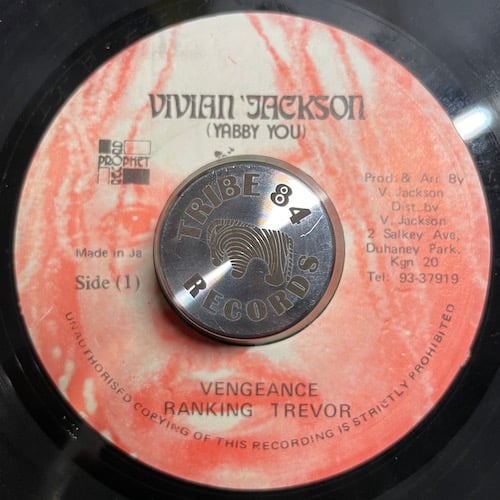 VIVIAN 'JACKSON
(YABBY YOU)
PROPHET
Prod. & Arr By
V. Jackson
Dist. by
V. Jackson
2 Salkey Ave,
Duhaney Park.
Kgn 20
Tel: 93-37919
Made in Ja
Side (1)
TRIBE 84
RECORDS
VENGEANCE
RANKING TREVOR
UNAUTHORISED COPYING OF THIS RECORDING IS STRICTLY PROHIBITED